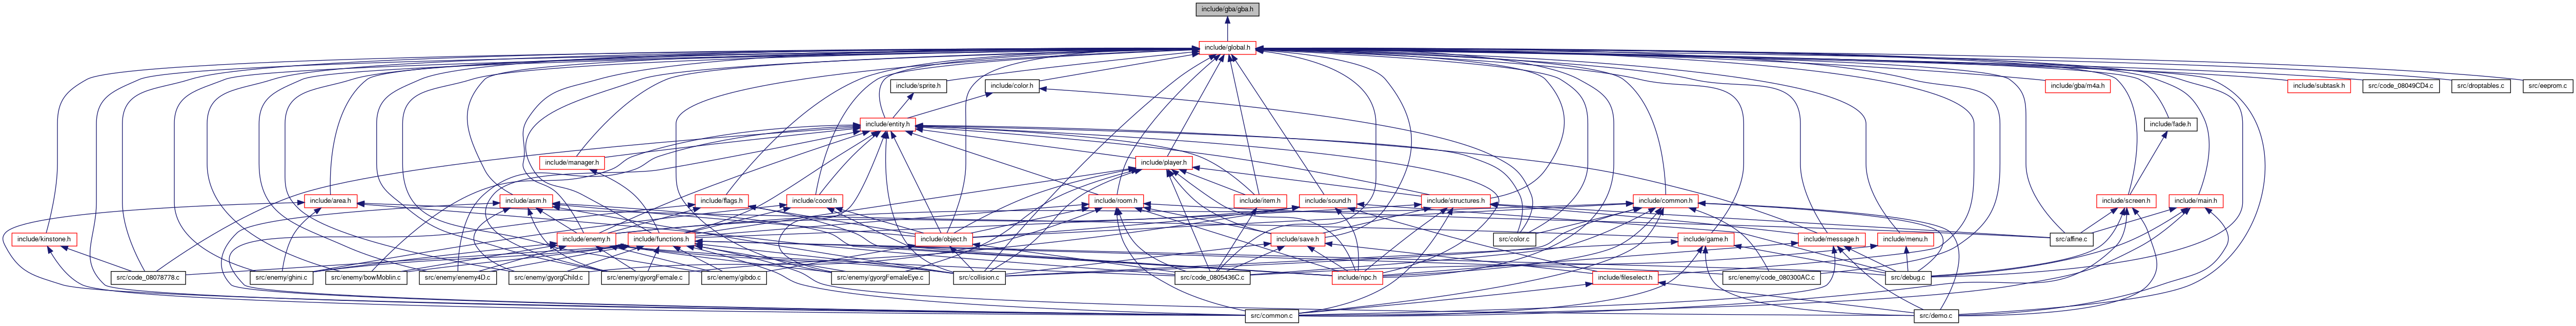 include/gba/gba.h
include/global.h
include/sprite.h
include/color.h
include/gba/m4a.h
include/subtask.h
src/code_08049CD4.c
src/droptables.c
src/eeprom.c
include/entity.h
include/fade.h
include/manager.h
include/player.h
include/area.h
include/asm.h
include/flags.h
include/coord.h
include/room.h
include/item.h
include/sound.h
include/structures.h
include/common.h
include/screen.h
include/main.h
include/kinstone.h
include/enemy.h
include/functions.h
include/object.h
include/save.h
src/color.c
include/game.h
include/message.h
include/menu.h
src/affine.c
src/code_08078778.c
src/enemy/ghini.c
src/enemy/bowMoblin.c
src/enemy/enemy4D.c
src/enemy/gyorgChild.c
src/enemy/gyorgFemale.c
src/enemy/gibdo.c
src/enemy/gyorgFemaleEye.c
src/collision.c
src/code_0805436C.c
include/npc.h
include/fileselect.h
src/enemy/code_080300AC.c
src/debug.c
src/common.c
src/demo.c